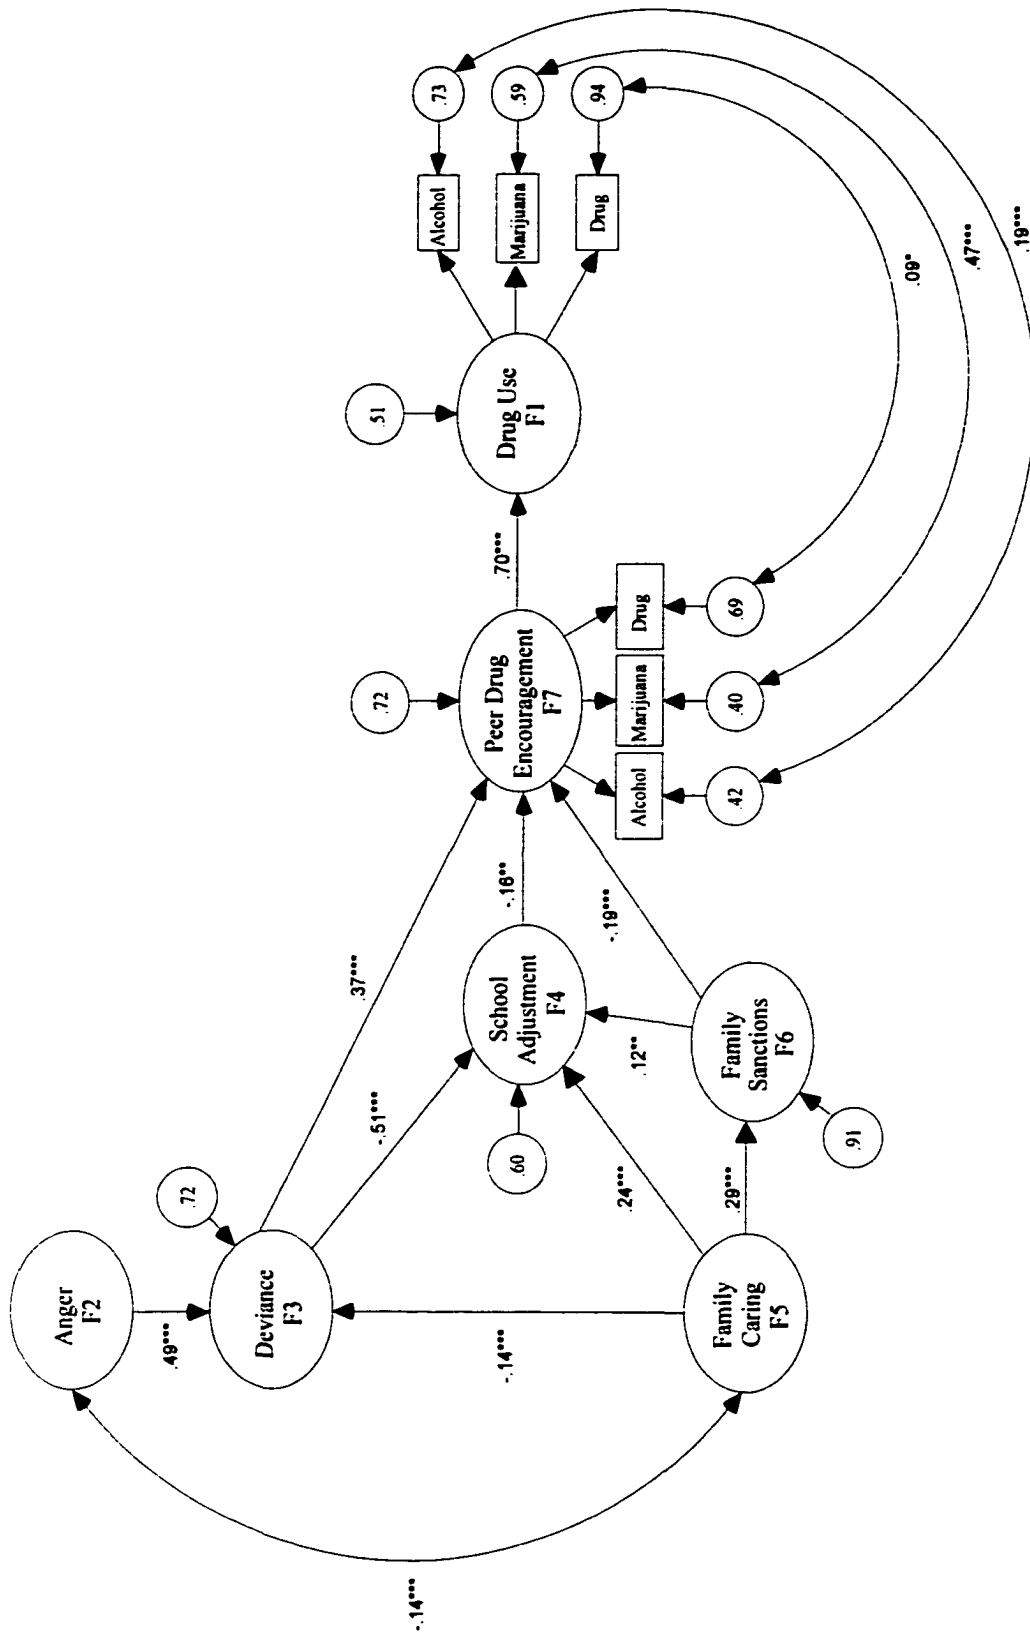 Anger
F2
.49***
Deviance
F3
.72
-.14***
-.14***
Family
Caring
F5
.37***
-.51***
.24***
.29***
.60
School
Adjustment
F4
.12**
Family
Sanctions
F6
.91
-.16**
-.19***
.72
Peer Drug
Encouragement
F7
Alcohol
Marijuana
Drug
.42
.40
.69
.70***
.51
Drug Use
F1
Alcohol
Marijuana
Drug
.73
.59
.94
.09*
.47***
.19***